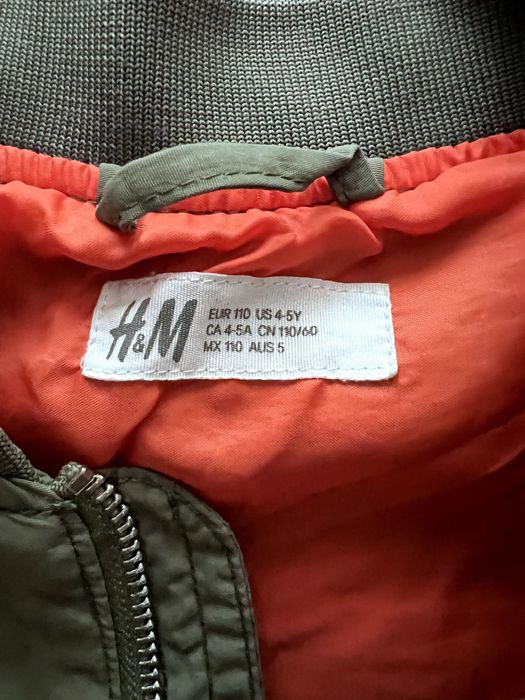 H&M
EUR 110 US 4-5Y
CA 4-5A CN 110/60
MX 110 AUS 5